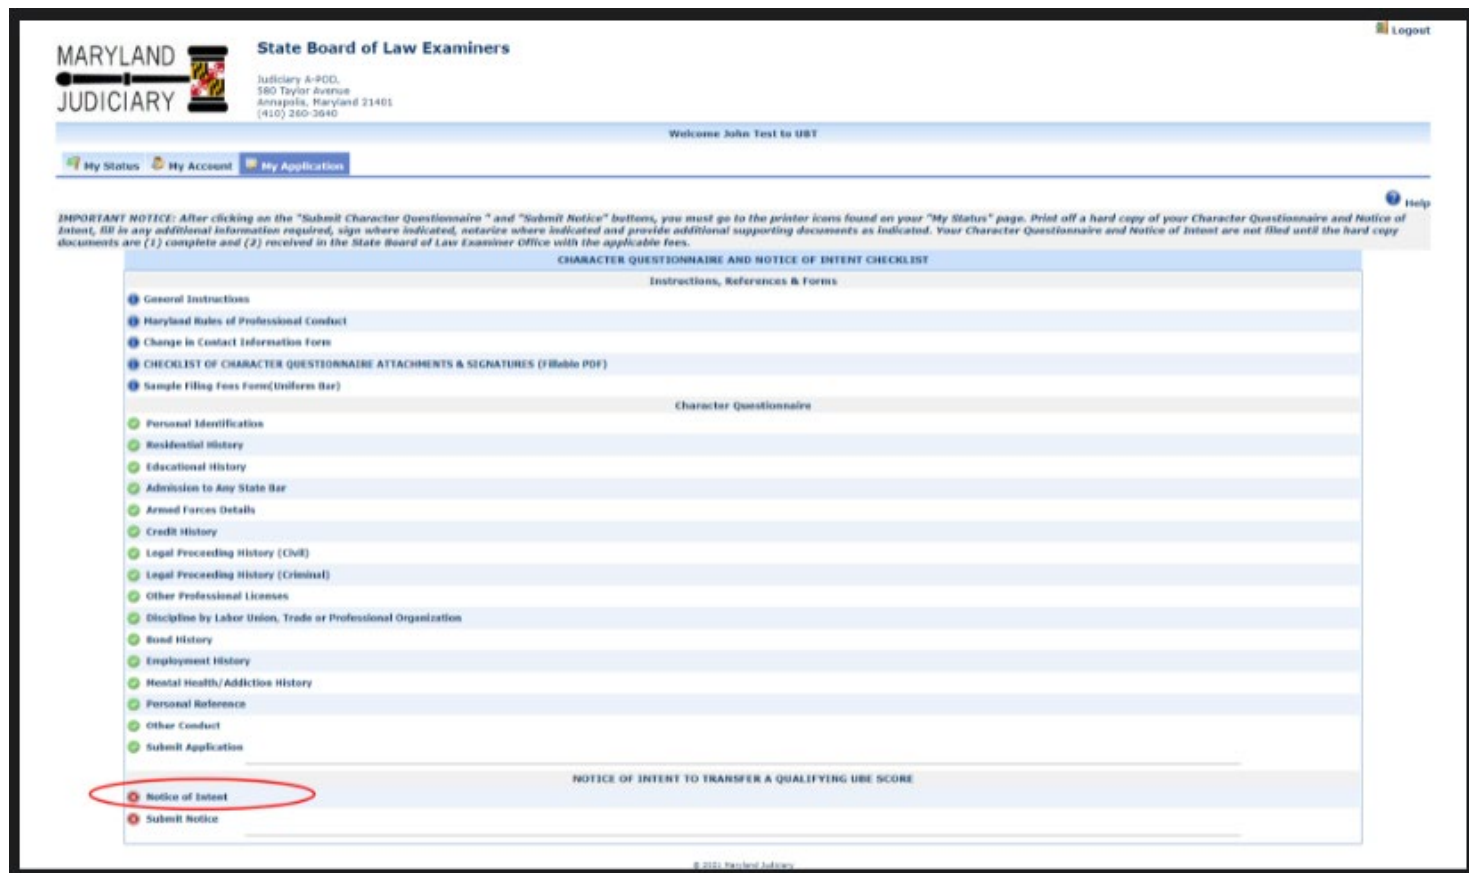 Logout
MARYLAND
JUDICIARY
State Board of Law Examiners
Judiciary A-POD,
580 Taylor Avenue
Annapolis, Maryland 21401
(410) 260-3640
Welcome John Test to UBT
My Status My Account My Application
Help
IMPORTANT NOTICE: After clicking on the "Submit Character Questionnaire " and "Submit Notice" buttons, you must go to the printer icons found on your "My Status" page. Print off a hard copy of your Character Questionnaire and Notice of
Intent, fill in any additional information required, sign where indicated, notarize where indicated and provide additional supporting documents as indicated. Your Character Questionnaire and Notice of Intent are not filed until the hard copy
documents are (1) complete and (2) received in the State Board of Law Examiner Office with the applicable fees.
CHARACTER QUESTIONNAIRE AND NOTICE OF INTENT CHECKLIST
Instructions, References & Forms
General Instructions
Maryland Rules of Professional Conduct
Change in Contact Information Form
CHECKLIST OF CHARACTER QUESTIONNAIRE ATTACHMENTS & SIGNATURES (Fillable PDF)
Sample Filing Fees Form(Uniform Bar)
Character Questionnaire
Personal Identification
Residential History
Educational History
Admission to Any State Bar
Armed Forces Details
Credit History
Legal Proceeding History (Civil)
Legal Proceeding History (Criminal)
Other Professional Licenses
Discipline by Labor Union, Trade or Professional Organization
Bond History
Employment History
Mental Health/Addiction History
Personal Reference
Other Conduct
Submit Application
NOTICE OF INTENT TO TRANSFER A QUALIFYING UBE SCORE
Notice of Intent
Submit Notice
© 2021 Maryland Judiciary